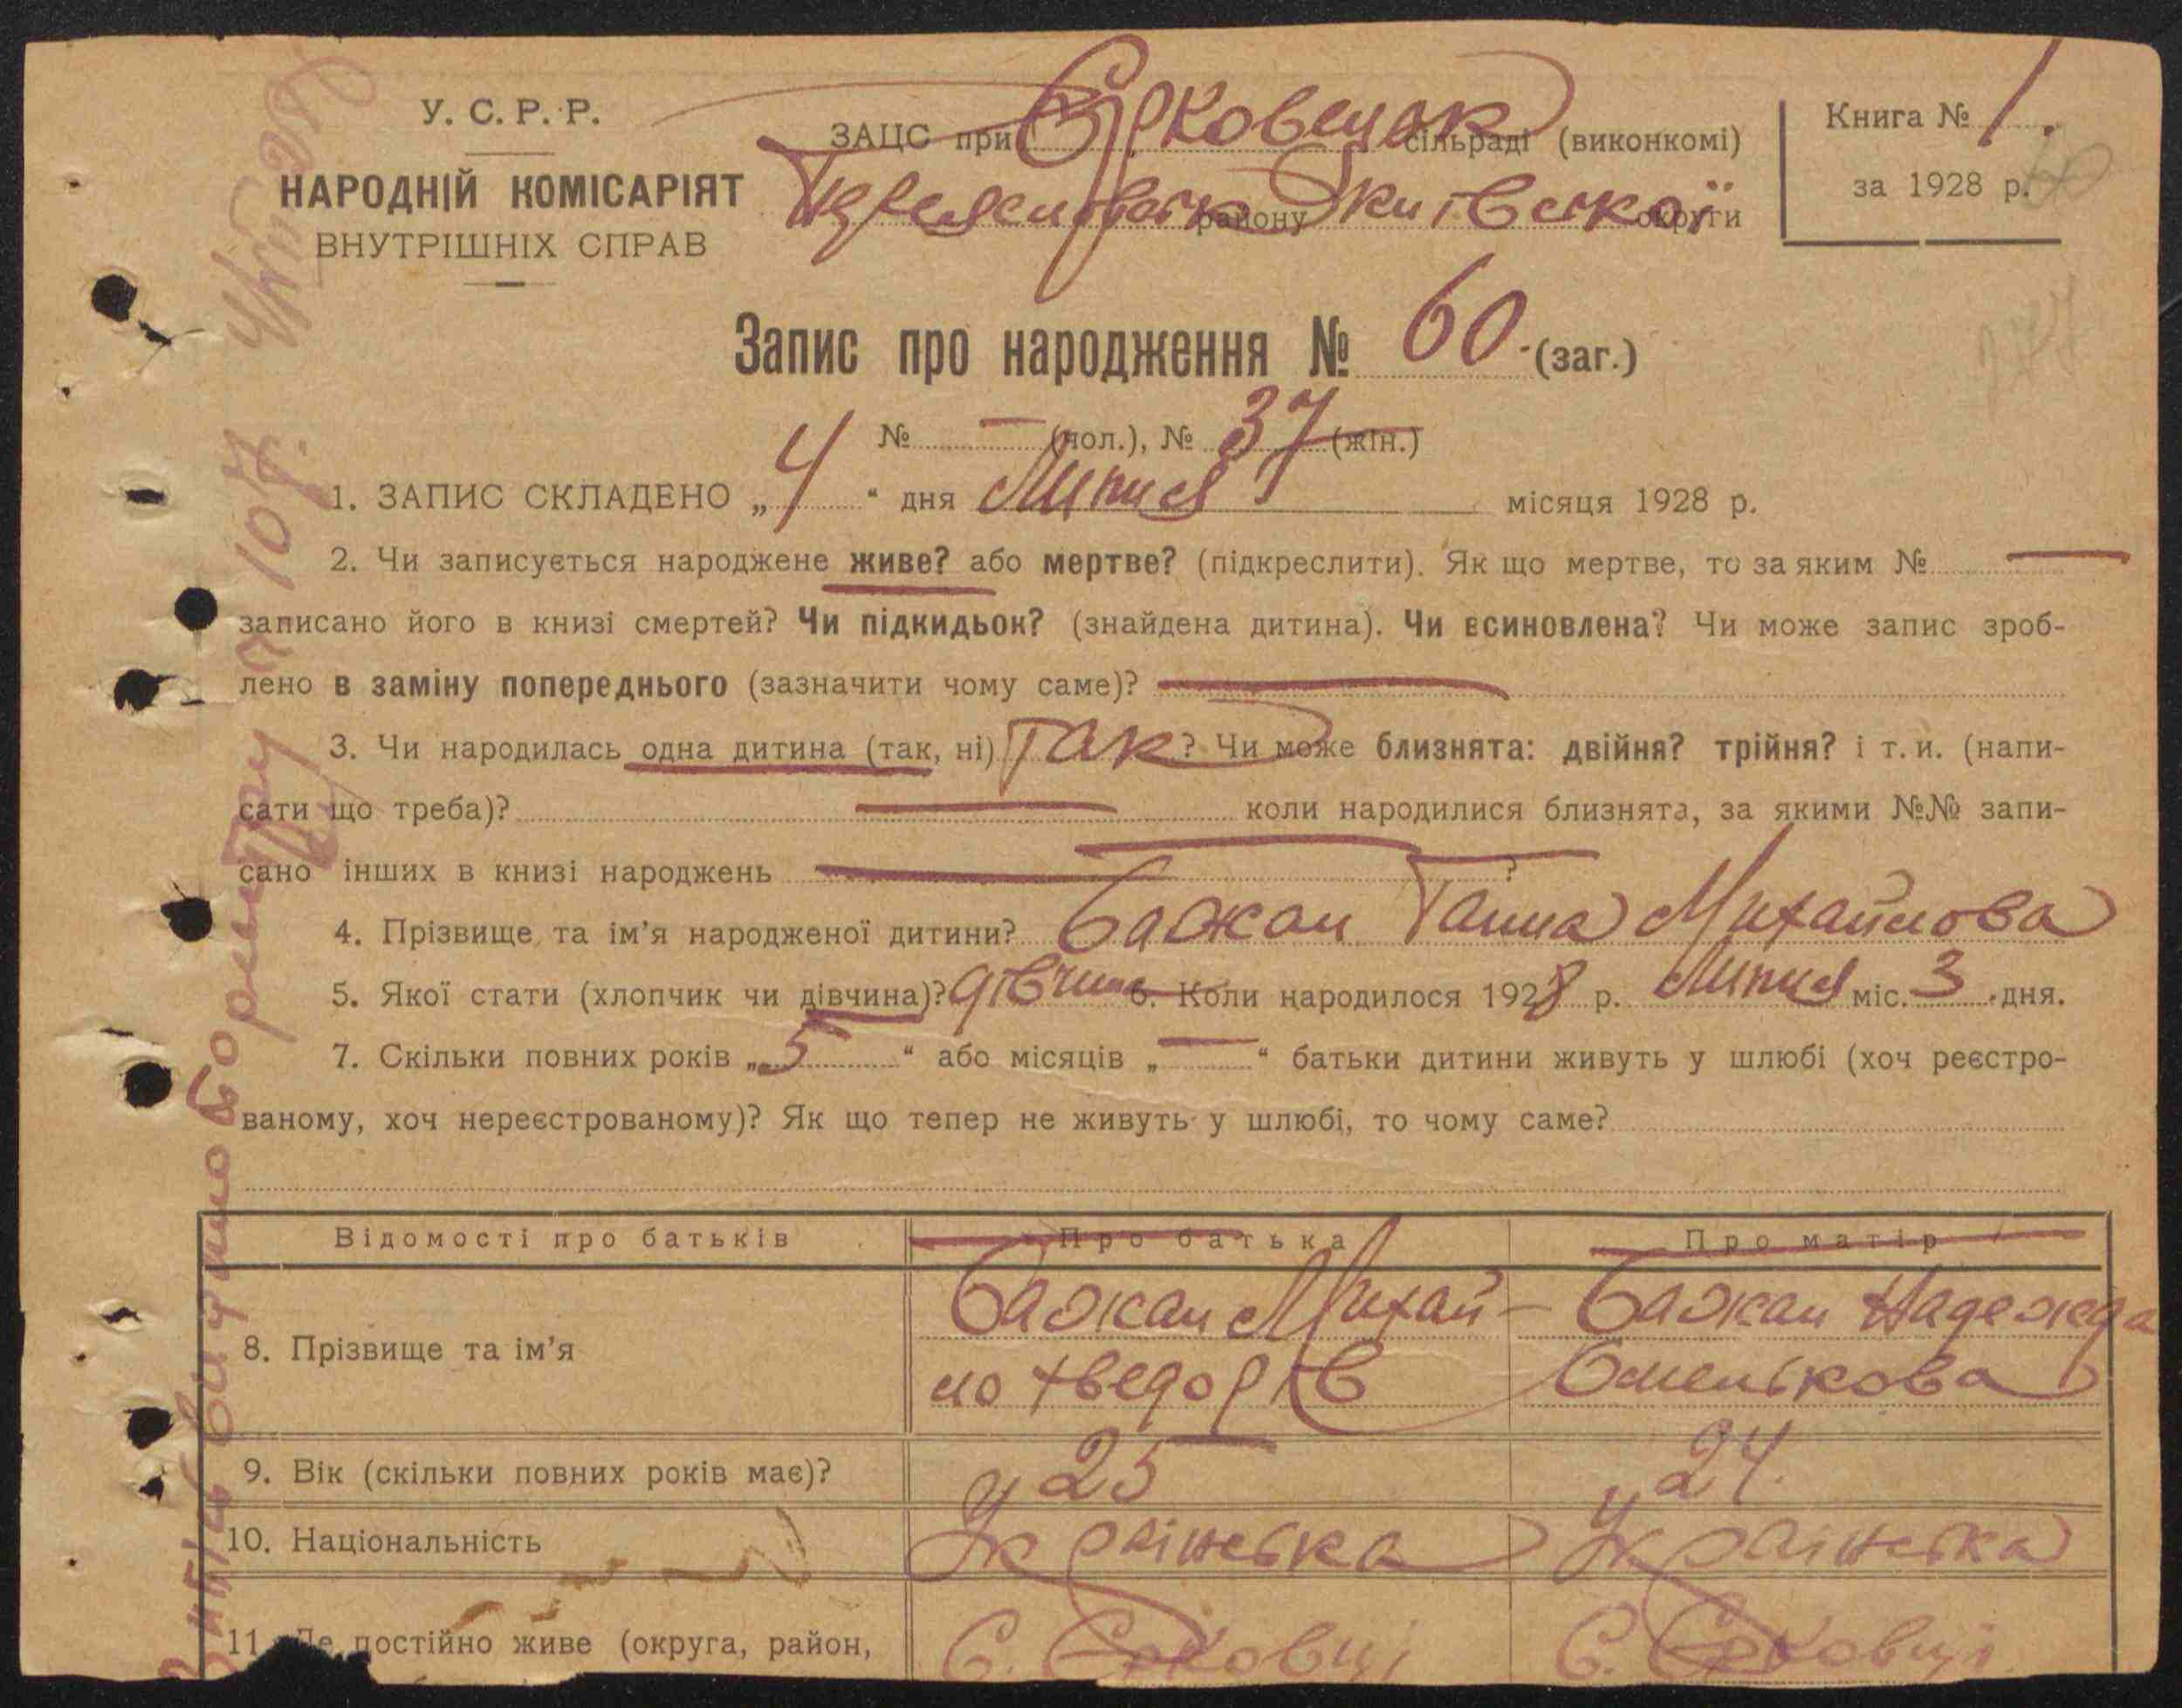 У. С. Р. Р.
НАРОДНІЙ КОМІСАРІЯТ
ВНУТРІШНІХ СПРАВ
ЗАЦС при Єрковецьк сільраді (виконкомі)
району Київської округи
Книга № 1.
за 1928 р.
Запис про народження № 60 (заг.)
№ — (чол.), № 37 (жін.)
1. ЗАПИС СКЛАДЕНО „4“ дня Липня місяця 1928 р.
2. Чи записується народжене живе? або мертве? (підкреслити). Як що мертве, то за яким № —
записано його в книзі смертей? Чи підкидьок? (знайдена дитина). Чи всиновлена? Чи може запис зроб-
лено в заміну попереднього (зазначити чому саме)? —
3. Чи народилась одна дитина (так, ні) Так? Чи може близнята: двійня? трійня? і т. и. (напи-
сати що треба)? — коли народилися близнята, за якими №№ запи-
сано інших в книзі народжень — ?
4. Прізвище та ім'я народженої дитини? Бажан Ганна Михайлова
5. Якої стати (хлопчик чи дівчина)? дівчина 6. Коли народилося 1928 р. Липня міс. 3 дня.
7. Скільки повних років „5“ або місяців „—“ батьки дитини живуть у шлюбі (хоч реєстро-
ваному, хоч нереєстрованому)? Як що тепер не живуть у шлюбі, то чому саме?
Відомості про батьків Про батька Про матір
8. Прізвище та ім'я Бажан Михай-
ло Хведорів Бажан Надежда
Омелькова
9. Вік (скільки повних років має)? 25 24.
10. Національність Українська Українська
11. Де постійно живе (округа, район, С. Єрковці С. Єрковці